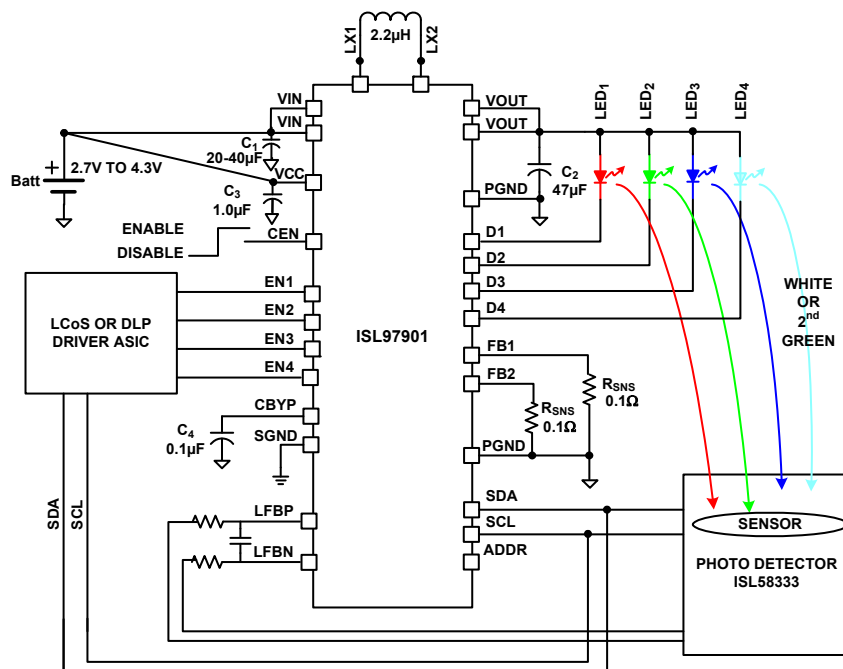 LX1
2.2µH
LX2
VIN
VIN
C1
20-40µF
2.7V TO 4.3V
Batt
+
VCC
C3
1.0µF
ENABLE
DISABLE
CEN
LCoS OR DLP
DRIVER ASIC
EN1
EN2
EN3
EN4
CBYP
C4
0.1µF
SGND
SDA
SCL
LFBP
LFBN
ISL97901
VOUT
VOUT
C2
47µF
PGND
D1
D2
D3
D4
FB1
FB2
RSNS
0.1Ω
RSNS
0.1Ω
PGND
SDA
SCL
ADDR
LED1
LED2
LED3
LED4
WHITE
OR
2nd
GREEN
SENSOR
PHOTO DETECTOR
ISL58333